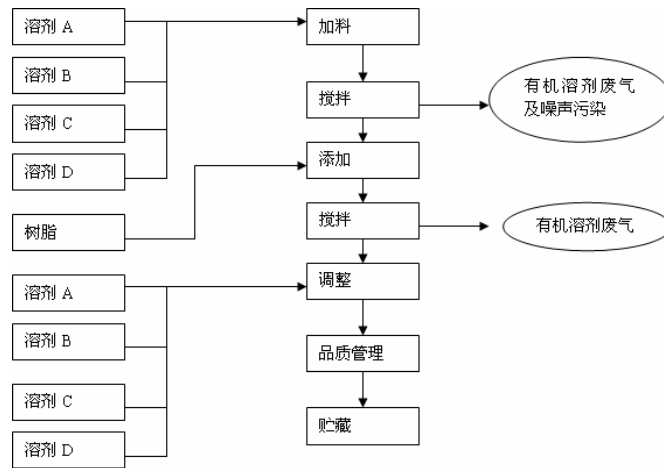 溶剂 A
加料
溶剂 B
搅拌
有机溶剂废气
及噪声污染
溶剂 C
溶剂 D
添加
树脂
搅拌
有机溶剂废气
溶剂 A
调整
溶剂 B
品质管理
溶剂 C
贮藏
溶剂 D